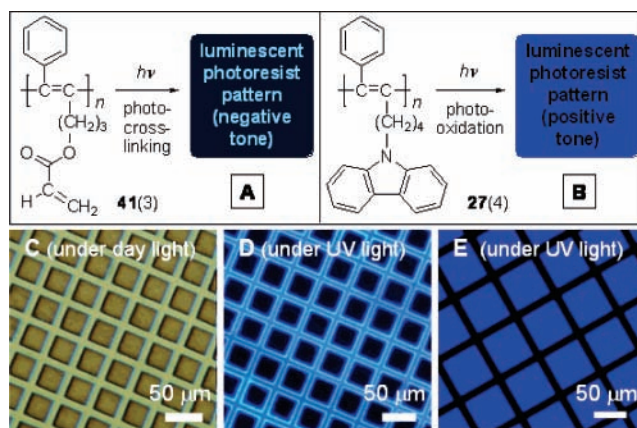 C=C
n
(CH₂)₃
O
O
H
CH₂
41(3)
hν
photo-
cross-
linking
luminescent
photoresist
pattern
(negative
tone)
A
C=C
n
(CH₂)₄
N
27(4)
hν
photo-
oxidation
luminescent
photoresist
pattern
(positive
tone)
B
C (under day light)
50 μm
D (under UV light)
50 μm
E (under UV light)
50 μm